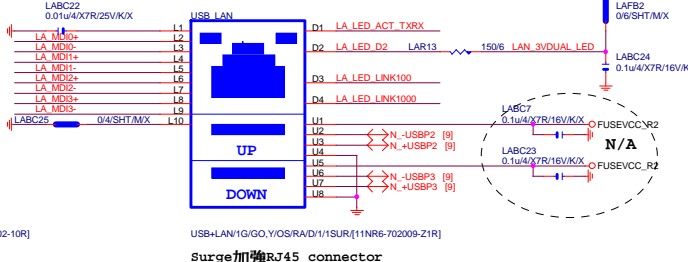 LABC22
0.01u/4/X7R/25V/K/X
USB_LAN
LAFB2
0/6/SHT/M/X
L1
LA_MDI0+ L2
LA_MDI0- L3
LA_MDI1+ L4
LA_MDI1- L5
LA_MDI2+ L6
LA_MDI2- L7
LA_MDI3+ L8
LA_MDI3- L9
LABC25 0/4/SHT/M/X L10
D1 LA_LED_ACT_TXRX
D2 LA_LED_D2 LAR13 150/6 LAN_3VDUAL_LED
LABC24
0.1u/4/X7R/16V/K
D3 LA_LED_LINK100
D4 LA_LED_LINK1000
LABC7
0.1u/4/X7R/16V/K/X
U1 FUSEVCC_R2
U2 N_-USBP2 [9]
U3 N_+USBP2 [9]
U4
N/A
LABC23
0.1u/4/X7R/16V/K/X
U5 FUSEVCC_R2
U6 N_-USBP3 [9]
U7 N_+USBP3 [9]
U8
UP
DOWN
02-10R]
USB+LAN/1G/GO,Y/OS/RA/D/1/1SUR/[11NR6-702009-Z1R]
Surge加強RJ45 connector